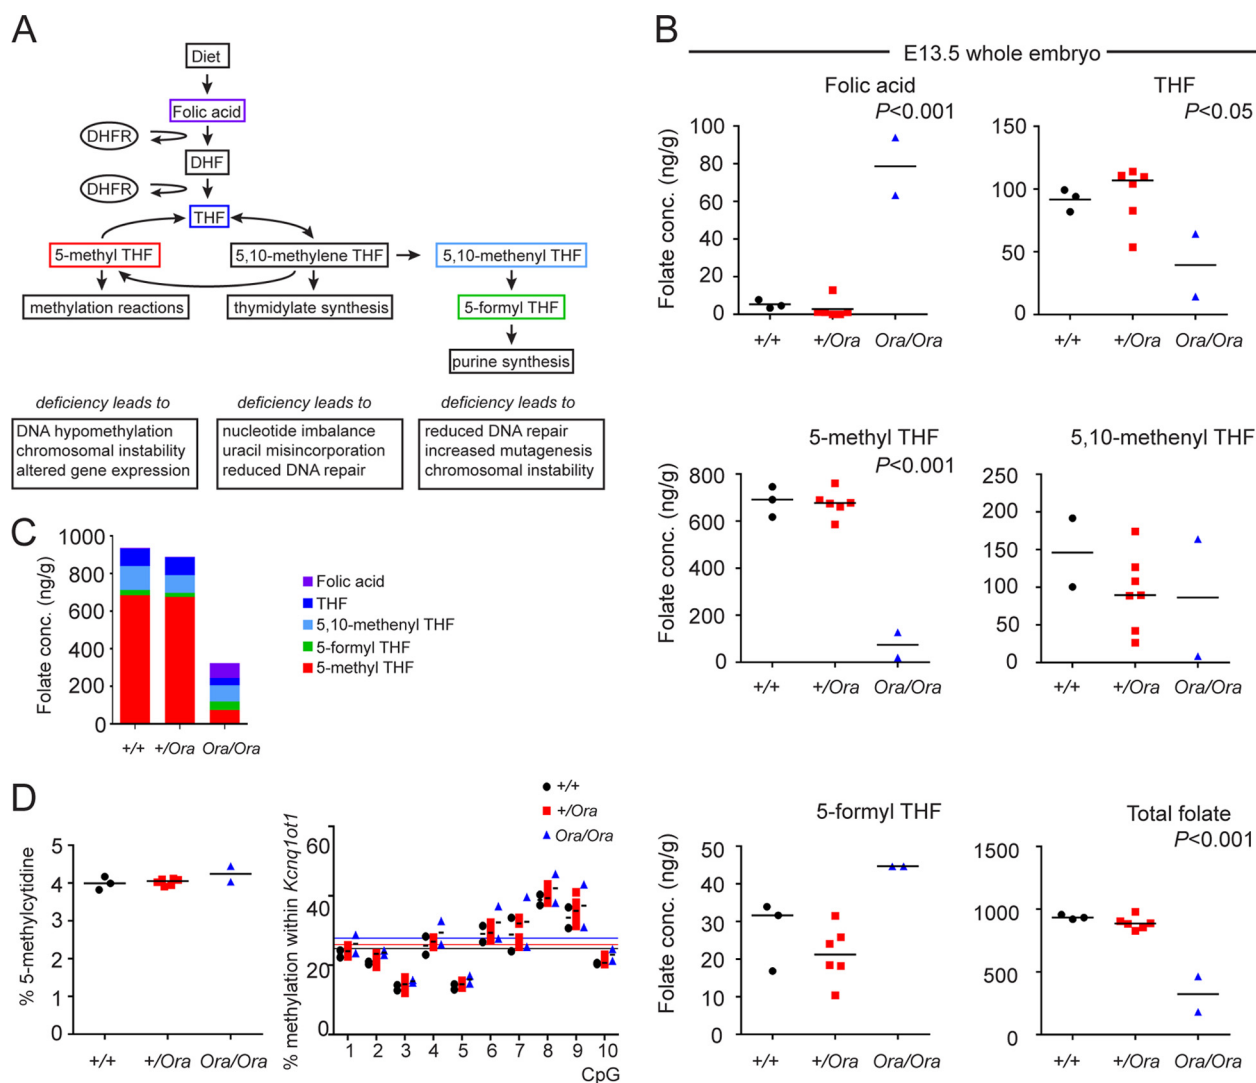 A
Diet
Folic acid
DHFR
DHF
DHFR
THF
5-methyl THF
5,10-methylene THF
5,10-methenyl THF
methylation reactions
thymidylate synthesis
5-formyl THF
purine synthesis
deficiency leads to
DNA hypomethylation
chromosomal instability
altered gene expression
deficiency leads to
nucleotide imbalance
uracil misincorporation
reduced DNA repair
deficiency leads to
reduced DNA repair
increased mutagenesis
chromosomal instability
B
E13.5 whole embryo
Folic acid
P<0.001
Folate conc. (ng/g)
100
80
60
40
20
0
+/+
+/Ora
Ora/Ora
THF
P<0.05
150
100
50
0
+/+
+/Ora
Ora/Ora
5-methyl THF
P<0.001
Folate conc. (ng/g)
800
600
400
200
0
+/+
+/Ora
Ora/Ora
5,10-methenyl THF
250
200
150
100
50
0
+/+
+/Ora
Ora/Ora
5-formyl THF
Folate conc. (ng/g)
50
40
30
20
10
0
+/+
+/Ora
Ora/Ora
Total folate
P<0.001
1500
1000
500
0
+/+
+/Ora
Ora/Ora
C
Folate conc. (ng/g)
1000
800
600
400
200
0
+/+
+/Ora
Ora/Ora
Folic acid
THF
5,10-methenyl THF
5-formyl THF
5-methyl THF
D
% 5-methylcytidine
5
4
3
2
1
0
+/+
+/Ora
Ora/Ora
+/+
+/Ora
Ora/Ora
% methylation within Kcnq1ot1
60
40
20
0
1 2 3 4 5 6 7 8 9 10
CpG